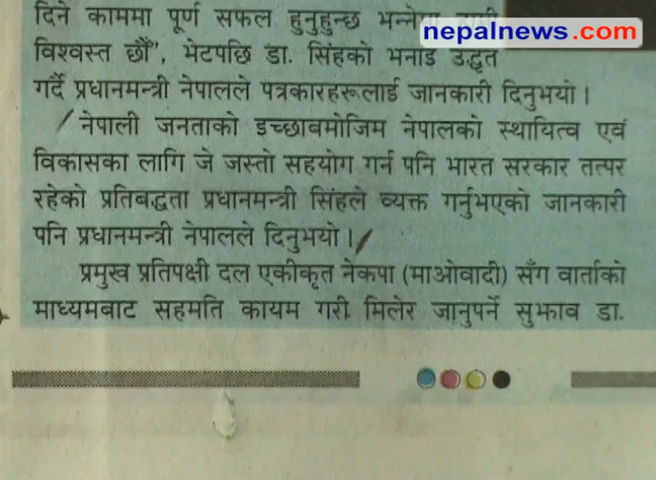 दिने काममा पूर्ण सफल हुनुहुन्छ भन्नेमा हामी
nepalnews.com
विश्वस्त छौं”, भेटपछि डा. सिंहको भनाइ उद्धृत
गर्दै प्रधानमन्त्री नेपालले पत्रकारहरूलाई जानकारी दिनुभयो ।
नेपाली जनताको इच्छाबमोजिम नेपालको स्थायित्व एवं
विकासका लागि जे जस्तो सहयोग गर्न पनि भारत सरकार तत्पर
रहेको प्रतिबद्धता प्रधानमन्त्री सिंहले व्यक्त गर्नुभएको जानकारी
पनि प्रधानमन्त्री नेपालले दिनुभयो ।
प्रमुख प्रतिपक्षी दल एकीकृत नेकपा (माओवादी) सँग वार्ताको
माध्यमबाट सहमति कायम गरी मिलेर जानुपर्ने सुझाव डा.